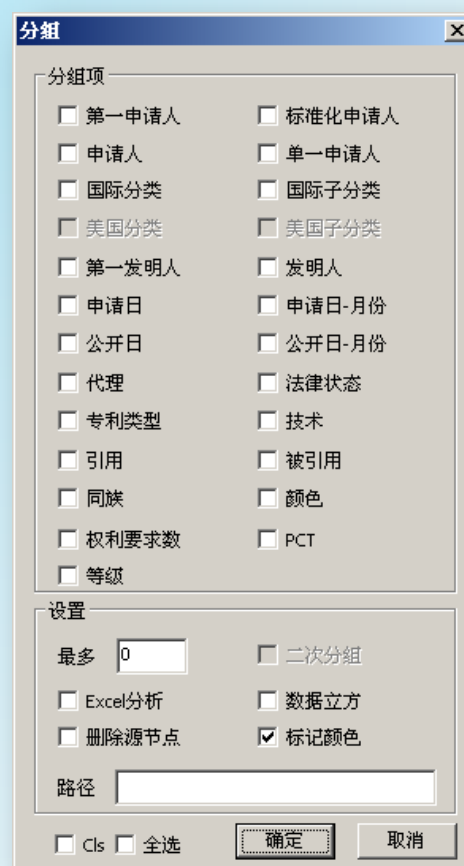 分组
分组项
第一申请人 标准化申请人
申请人 单一申请人
国际分类 国际子分类
美国分类 美国子分类
第一发明人 发明人
申请日 申请日-月份
公开日 公开日-月份
代理 法律状态
专利类型 技术
引用 被引用
同族 颜色
权利要求数 PCT
等级
设置
最多 0 二次分组
Excel分析 数据立方
删除源节点 标记颜色
路径
Cls 全选 确定 取消